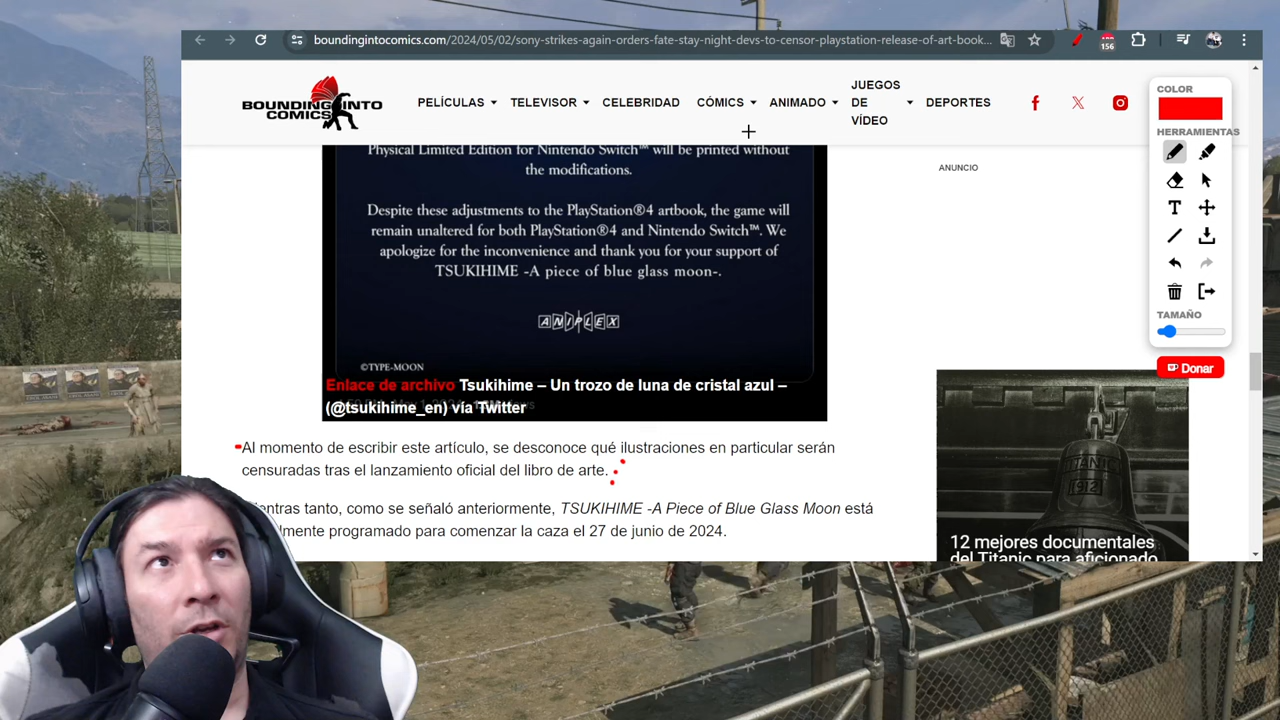 boundingintocomics.com/2024/05/02/sony-strikes-again-orders-fate-stay-night-devs-to-censor-playstation-release-of-art-book...
156
BOUNDING INTO
COMICS
PELÍCULAS
TELEVISOR
CELEBRIDAD
CÓMICS
ANIMADO
JUEGOS
DE
VÍDEO
DEPORTES
COLOR
HERRAMIENTAS
T
TAMAÑO
Donar
ANUNCIO
Physical Limited Edition for Nintendo Switch™ will be printed without
the modifications.
Despite these adjustments to the PlayStation®4 artbook, the game will
remain unaltered for both PlayStation®4 and Nintendo Switch™. We
apologize for the inconvenience and thank you for your support of
TSUKIHIME -A piece of blue glass moon-.
ANIPLEX
©TYPE-MOON
Enlace de archivo Tsukihime – Un trozo de luna de cristal azul –
(@tsukihime_en) vía Twitter
Al momento de escribir este artículo, se desconoce qué ilustraciones en particular serán
censuradas tras el lanzamiento oficial del libro de arte.
entras tanto, como se señaló anteriormente, TSUKIHIME -A Piece of Blue Glass Moon está
lmente programado para comenzar la caza el 27 de junio de 2024.
TITANIC
1912
12 mejores documentales
del Titanic para aficionado